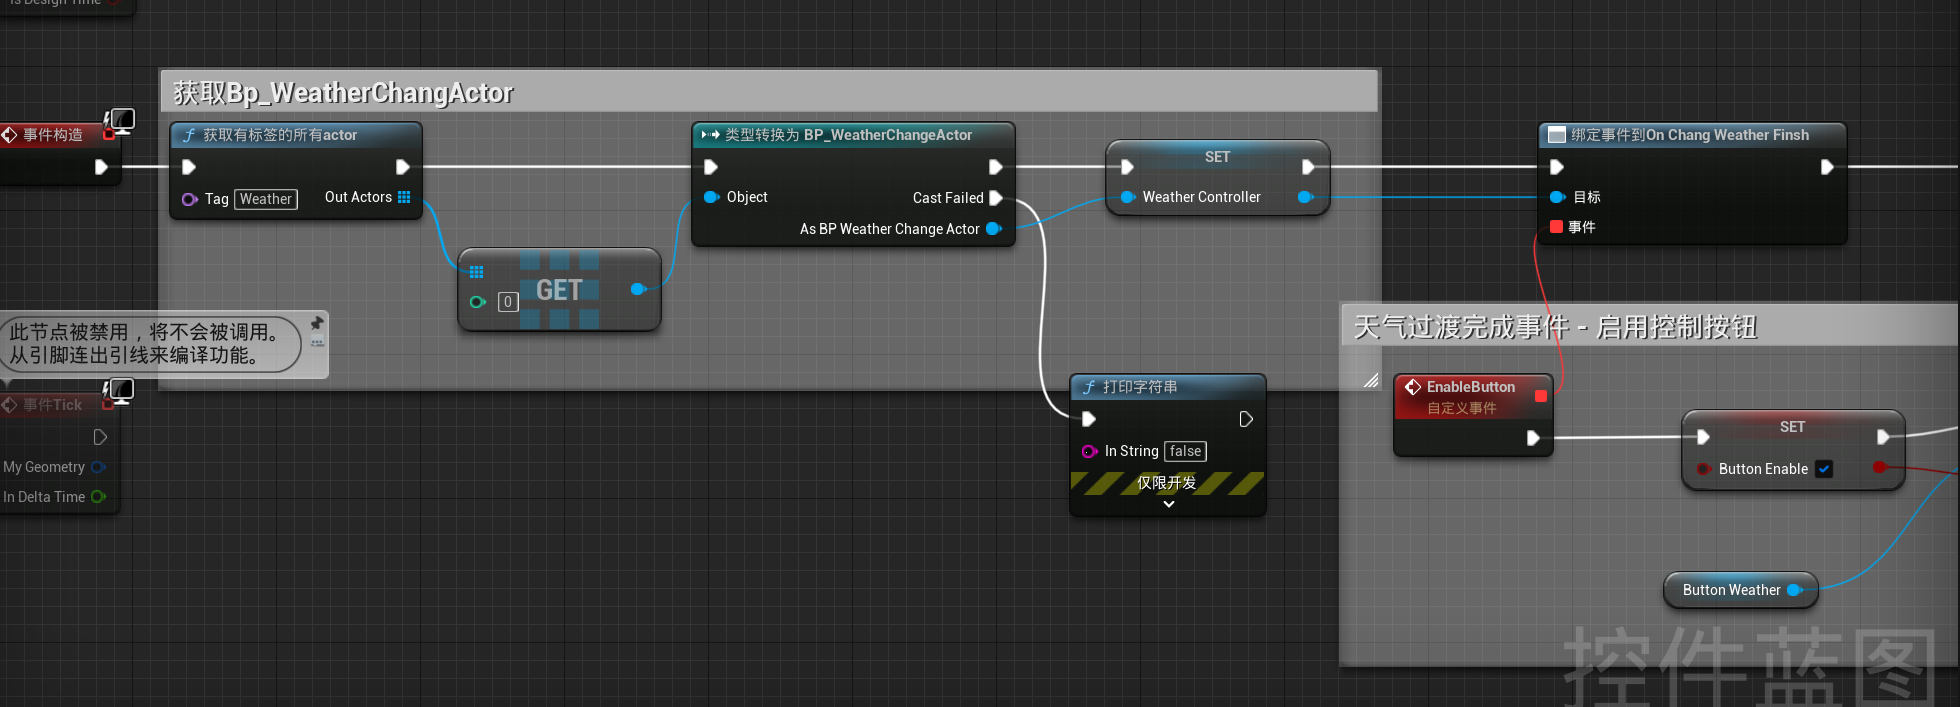 Is Design Time
获取Bp_WeatherChangActor
事件构造
获取有标签的所有actor
Tag Weather
Out Actors
类型转换为 BP_WeatherChangeActor
Object
Cast Failed
As BP Weather Change Actor
SET
Weather Controller
绑定事件到On Chang Weather Finsh
目标
事件
0
GET
此节点被禁用，将不会被调用。
从引脚连出引线来编译功能。
事件Tick
My Geometry
In Delta Time
打印字符串
In String false
仅限开发
天气过渡完成事件 - 启用控制按钮
EnableButton
自定义事件
SET
Button Enable
Button Weather
控件蓝图